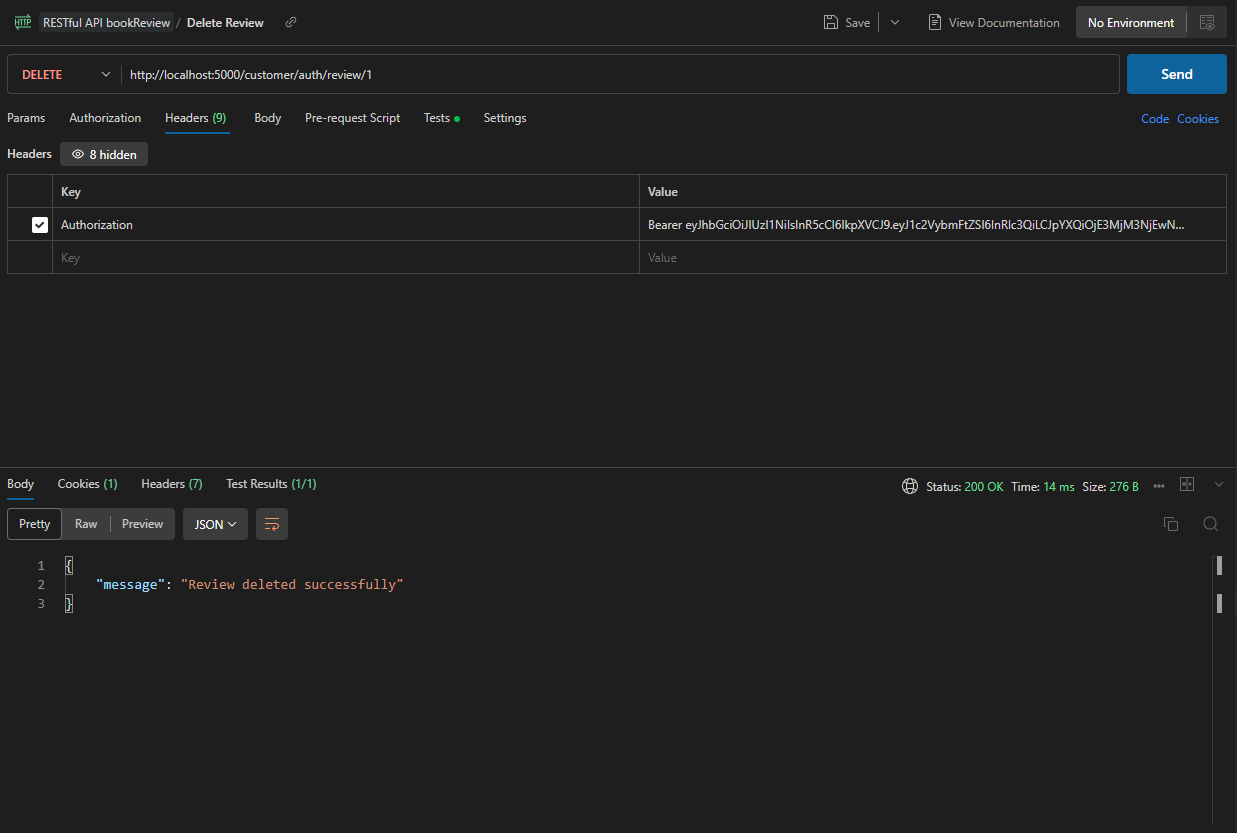 HTTP RESTful API bookReview / Delete Review Save View Documentation No Environment
DELETE http://localhost:5000/customer/auth/review/1 Send
Params Authorization Headers (9) Body Pre-request Script Tests Settings Code Cookies
Headers 8 hidden
Key Value
Authorization Bearer eyJhbGciOiJIUzI1NiIsInR5cCI6IkpXVCJ9.eyJ1c2VybmFtZSI6InRlc3QiLCJpYXQiOjE3MjM3NjEwN...
Key Value
Body Cookies (1) Headers (7) Test Results (1/1) Status: 200 OK Time: 14 ms Size: 276 B
Pretty Raw Preview JSON
1 {
2 "message": "Review deleted successfully"
3 }